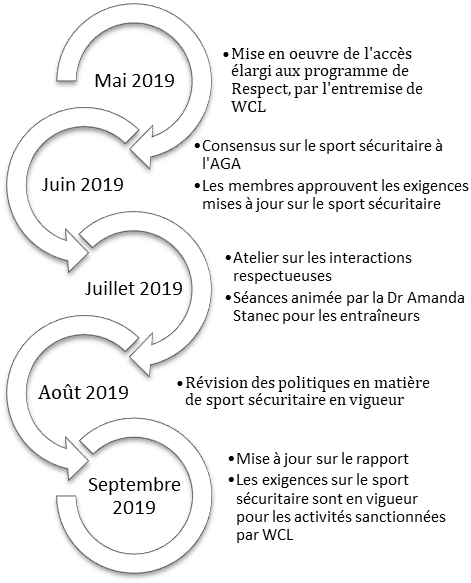 Mai 2019
•Mise en oeuvre de l'accès
élargi aux programme de
Respect, par l'entremise de
WCL
Juin 2019
•Consensus sur le sport sécuritaire à
l'AGA
•Les membres approuvent les exigences
mises à jour sur le sport sécuritaire
Juillet 2019
•Atelier sur les interactions
respectueuses
•Séances animée par la Dr Amanda
Stanec pour les entraîneurs
Août 2019
•Révision des politiques en matière
de sport sécuritaire en vigueur
Septembre
2019
•Mise à jour sur le rapport
•Les exigences sur le sport
sécuritaire sont en vigueur
pour les activités sanctionnées
par WCL